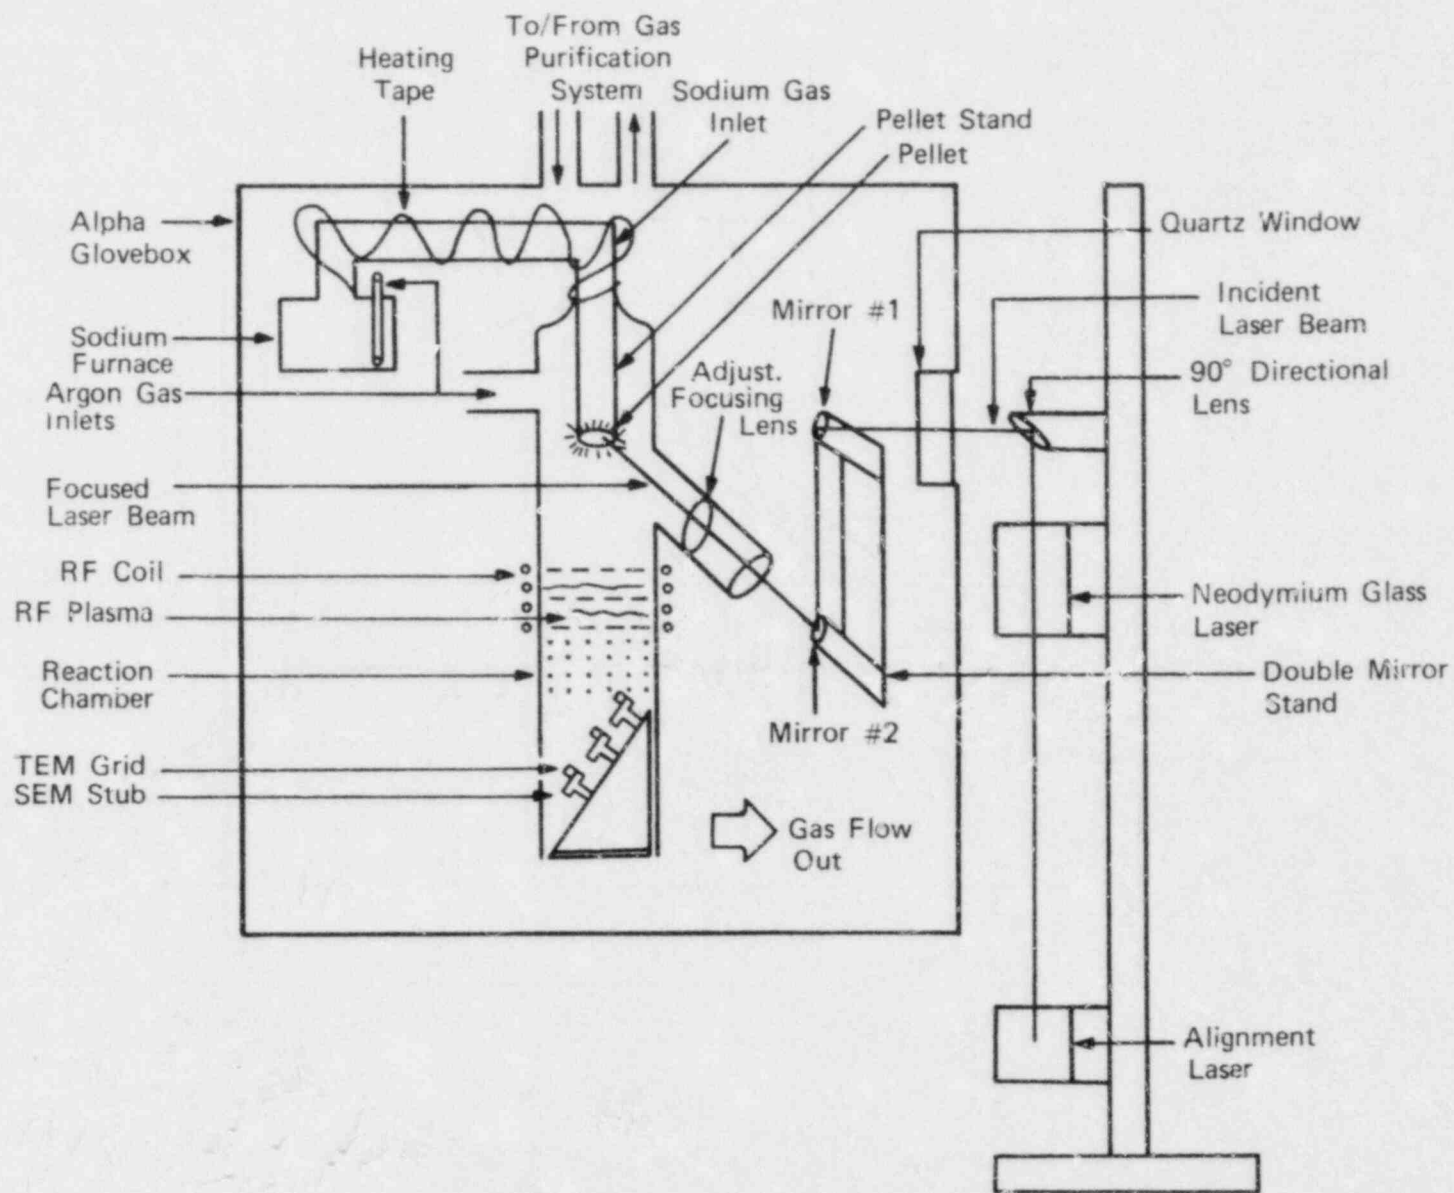 To/From Gas
Purification
System
Heating
Tape
Sodium Gas
Inlet
Pellet Stand
Pellet
Alpha
Glovebox
Quartz Window
Incident
Laser Beam
Mirror #1
Sodium
Furnace
Argon Gas
Inlets
Adjust.
Focusing
Lens
90° Directional
Lens
Focused
Laser Beam
RF Coil
RF Plasma
Neodymium Glass
Laser
Reaction
Chamber
Double Mirror
Stand
Mirror #2
TEM Grid
SEM Stub
Gas Flow
Out
Alignment
Laser